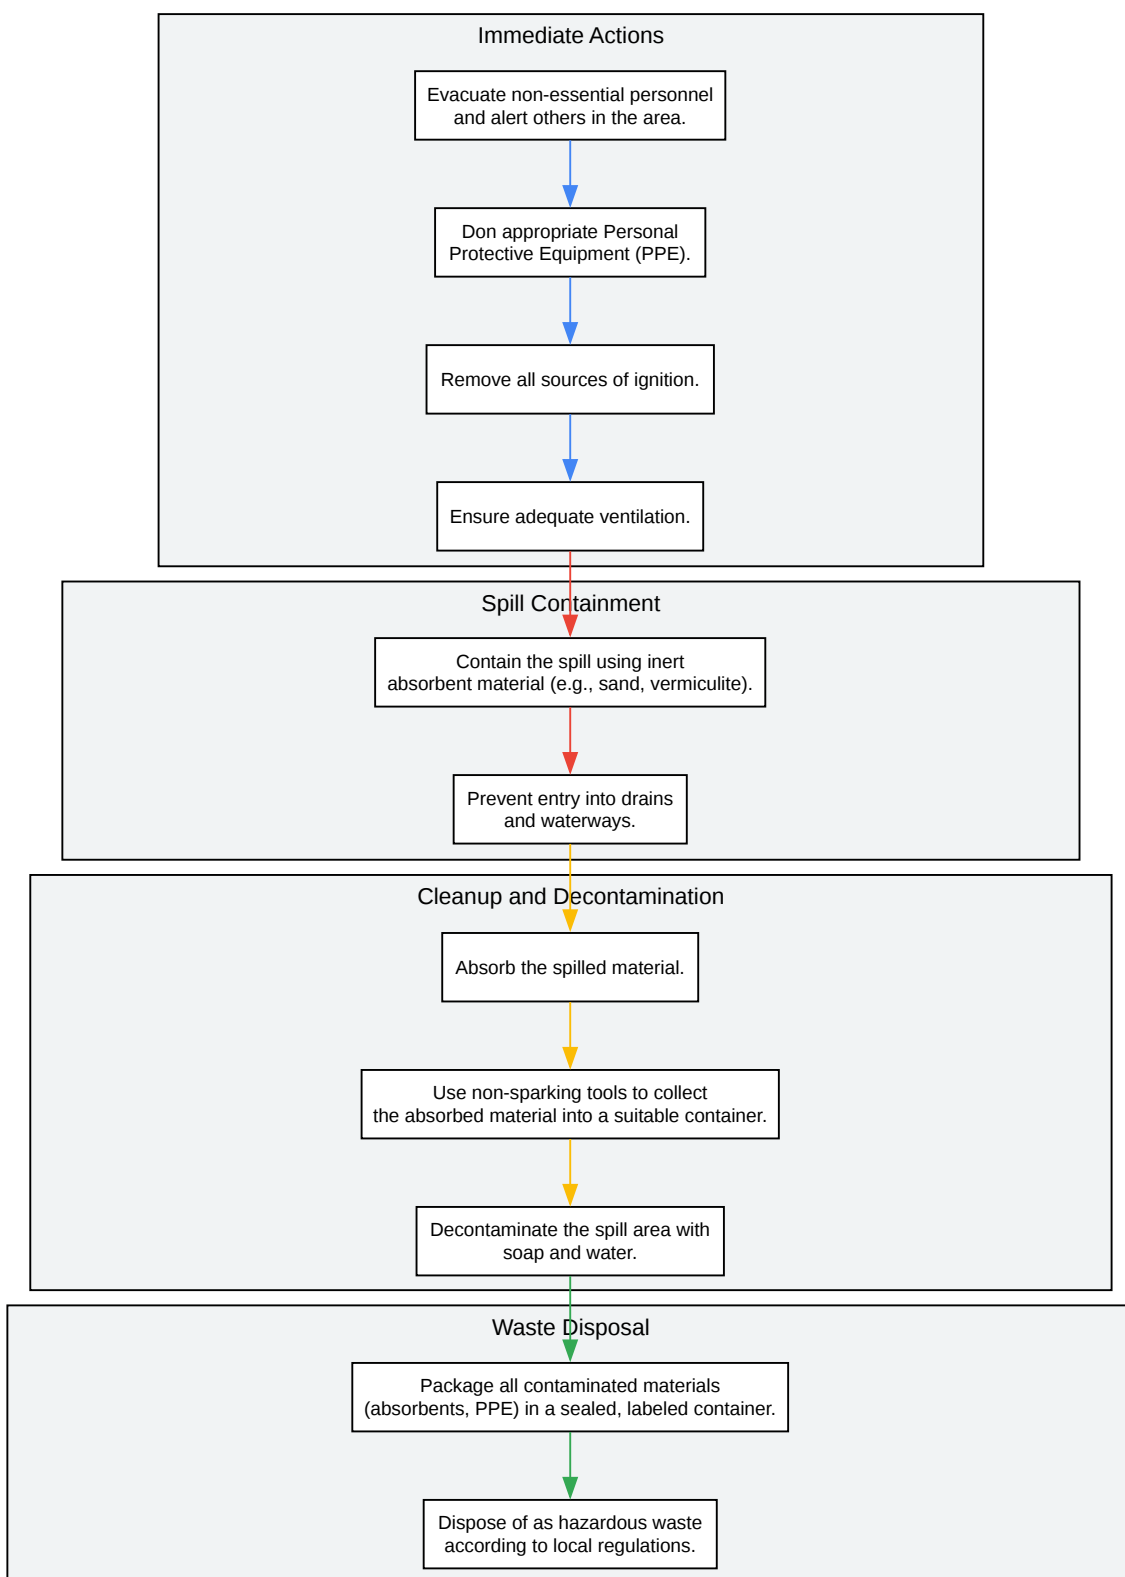 Immediate Actions
Evacuate non-essential personnel
and alert others in the area.
Don appropriate Personal
Protective Equipment (PPE).
Remove all sources of ignition.
Ensure adequate ventilation.
Spill Containment
Contain the spill using inert
absorbent material (e.g., sand, vermiculite).
Prevent entry into drains
and waterways.
Cleanup and Decontamination
Absorb the spilled material.
Use non-sparking tools to collect
the absorbed material into a suitable container.
Decontaminate the spill area with
soap and water.
Waste Disposal
Package all contaminated materials
(absorbents, PPE) in a sealed, labeled container.
Dispose of as hazardous waste
according to local regulations.